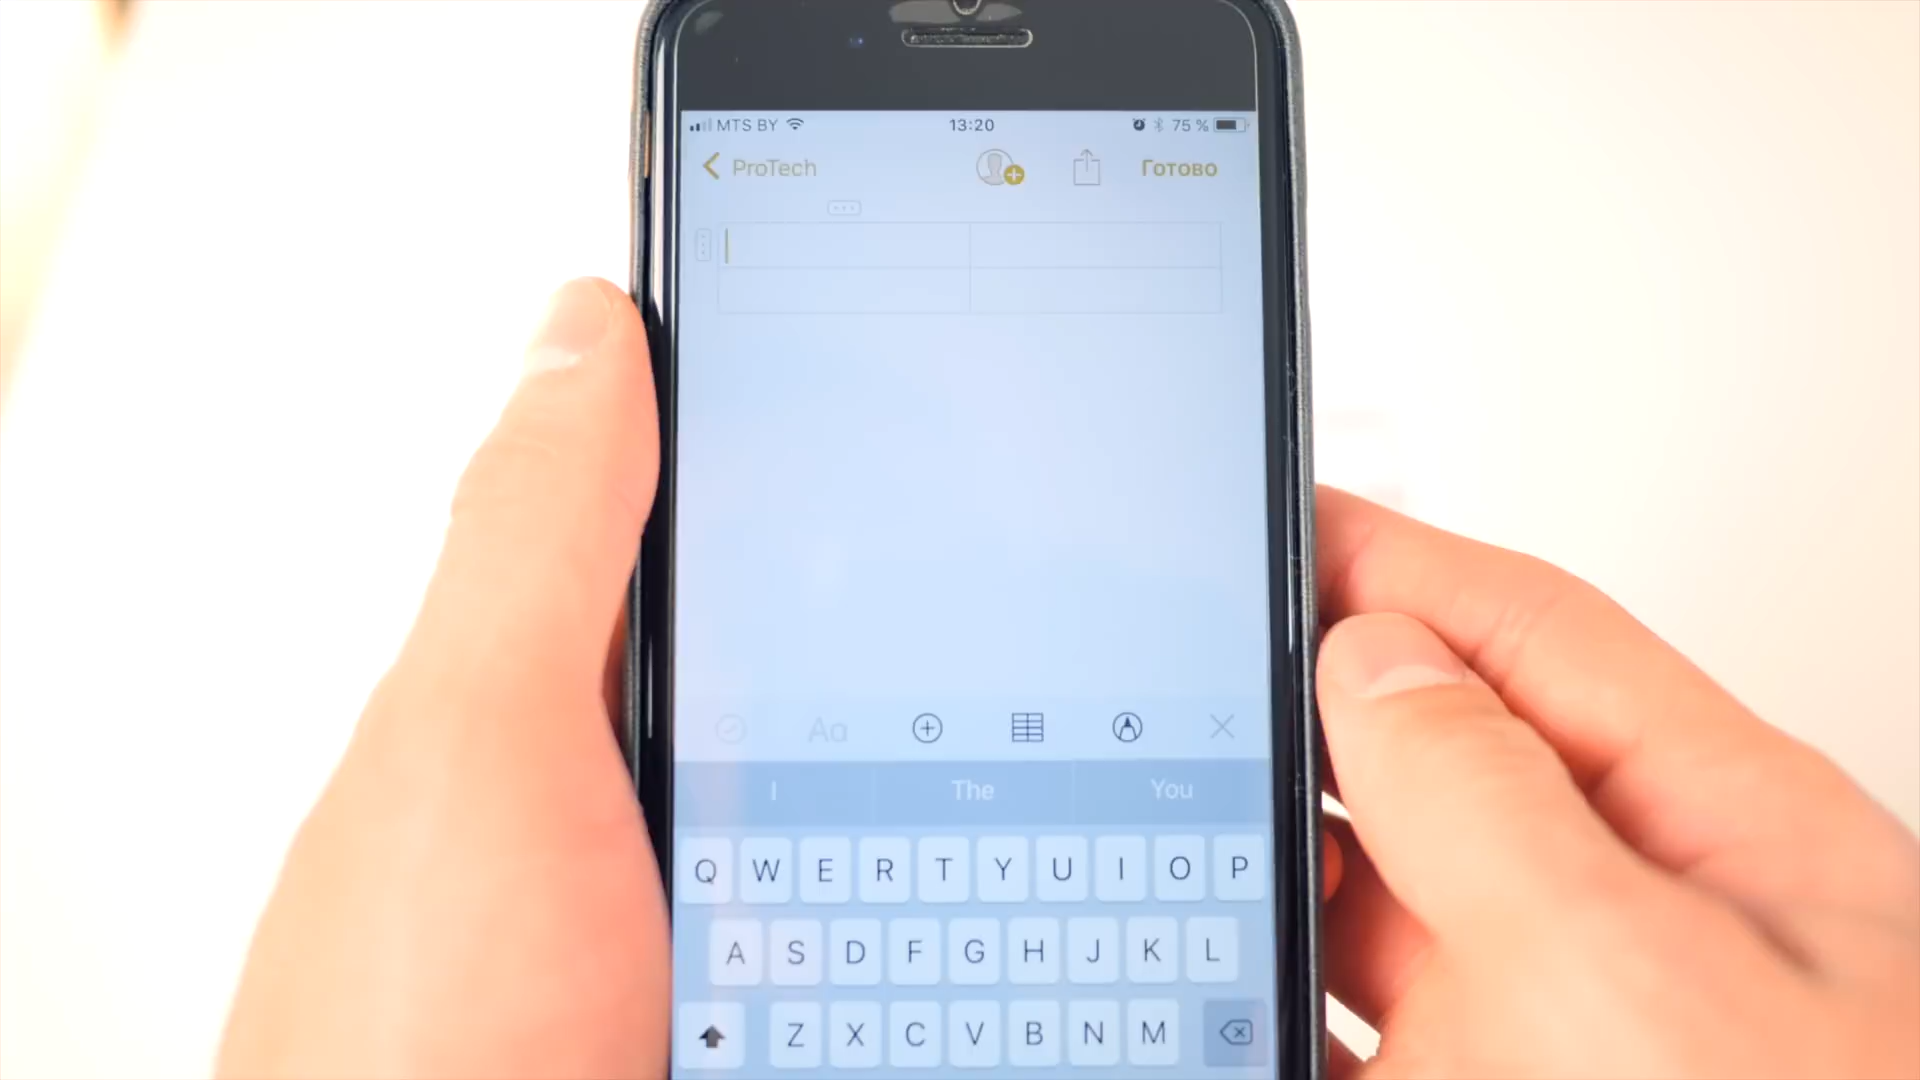 MTS BY 13:20 75 %
ProTech Готово
Aa
I The You
Q W E R T Y U I O P
A S D F G H J K L
Z X C V B N M